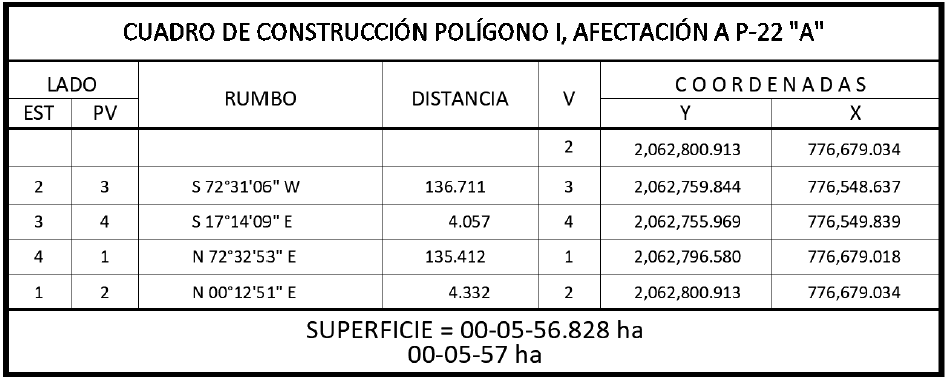 CUADRO DE CONSTRUCCIÓN POLÍGONO I, AFECTACIÓN A P-22 "A"
LADO RUMBO DISTANCIA V C O O R D E N A D A S
EST PV Y X
2 2,062,800.913 776,679.034
2 3 S 72°31'06" W 136.711 3 2,062,759.844 776,548.637
3 4 S 17°14'09" E 4.057 4 2,062,755.969 776,549.839
4 1 N 72°32'53" E 135.412 1 2,062,796.580 776,679.018
1 2 N 00°12'51" E 4.332 2 2,062,800.913 776,679.034
SUPERFICIE = 00-05-56.828 ha
00-05-57 ha